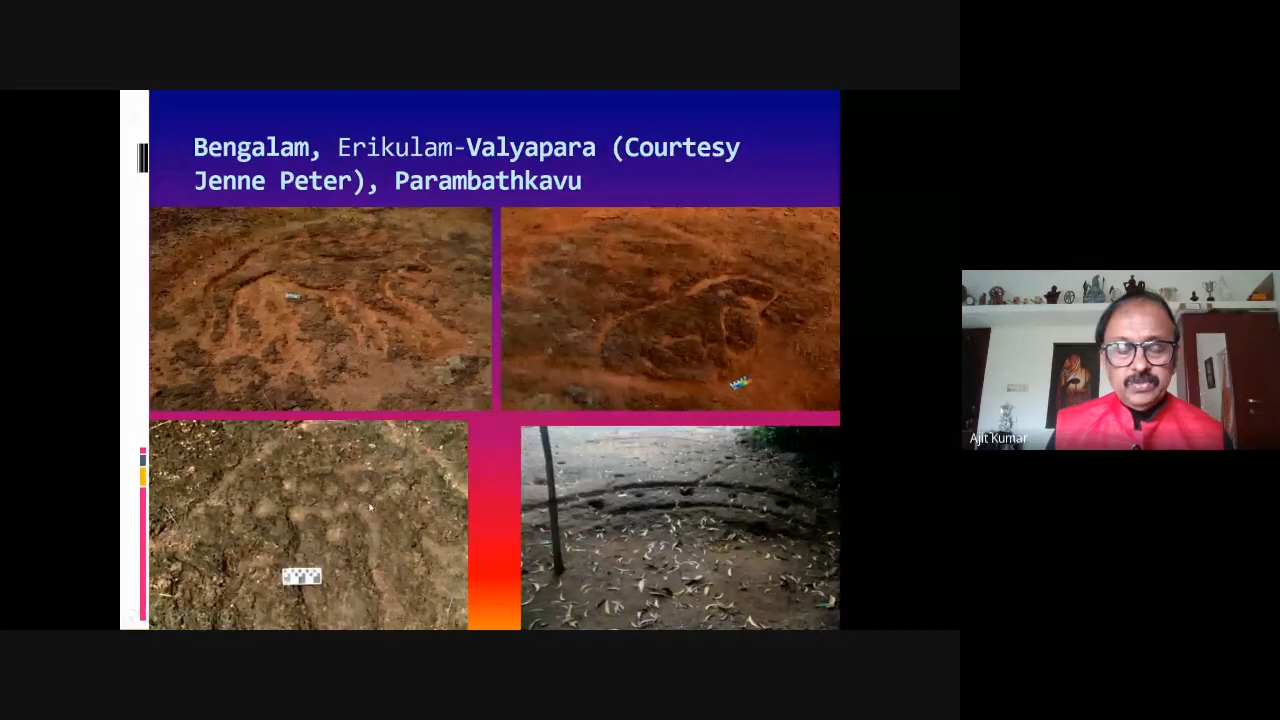 Bengalam, Erikulam-Valyapara (Courtesy
Jenne Peter), Parambathkavu
Ajit Kumar